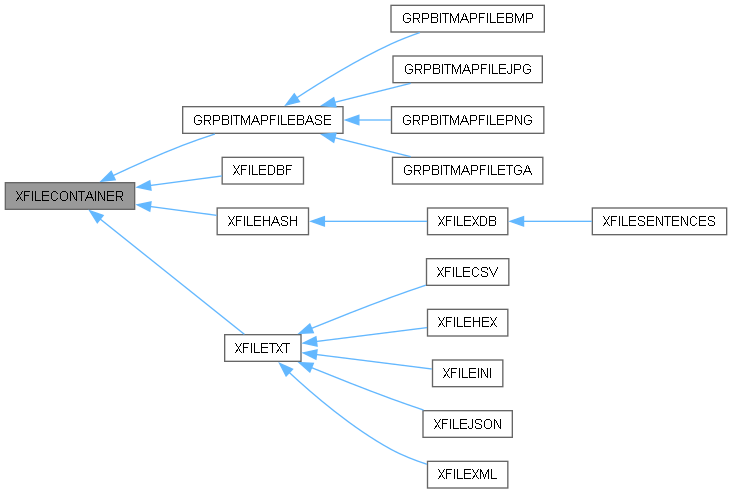 GRPBITMAPFILEBMP
GRPBITMAPFILEJPG
GRPBITMAPFILEBASE
GRPBITMAPFILEPNG
GRPBITMAPFILETGA
XFILEDBF
XFILECONTAINER
XFILEHASH
XFILEXDB
XFILESENTENCES
XFILECSV
XFILEHEX
XFILETXT
XFILEINI
XFILEJSON
XFILEXML